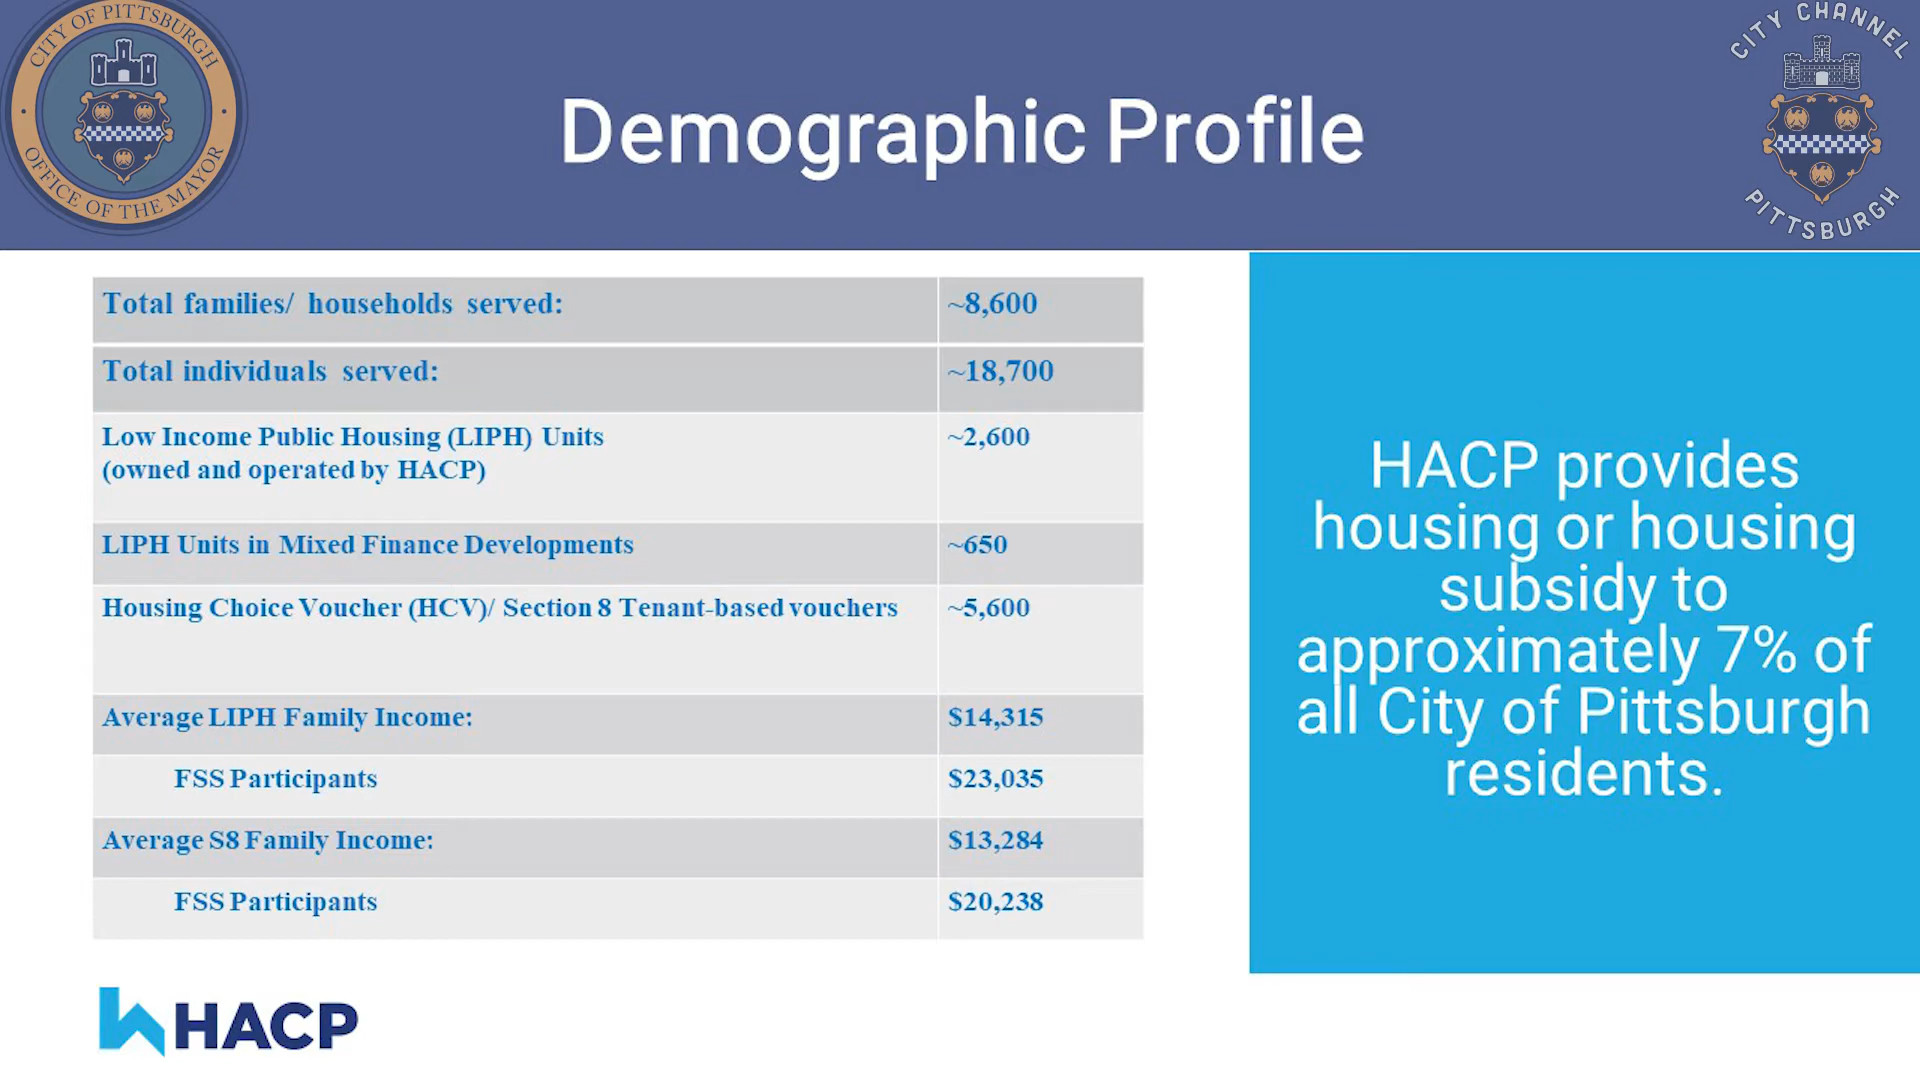 CITY OF PITTSBURGH
OFFICE OF THE MAYOR
Demographic Profile
CITY CHANNEL
PITTSBURGH
Total families/ households served: ~8,600
Total individuals served: ~18,700
Low Income Public Housing (LIPH) Units ~2,600
(owned and operated by HACP)
LIPH Units in Mixed Finance Developments ~650
Housing Choice Voucher (HCV)/ Section 8 Tenant-based vouchers ~5,600
Average LIPH Family Income: $14,315
FSS Participants $23,035
Average S8 Family Income: $13,284
FSS Participants $20,238
HACP provides
housing or housing
subsidy to
approximately 7% of
all City of Pittsburgh
residents.
HACP